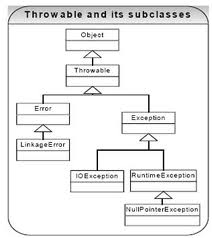 Throwable and its subclasses
Object
Throwable
Error
Exception
LinkageError
IOException
RuntimeException
NullPointerException